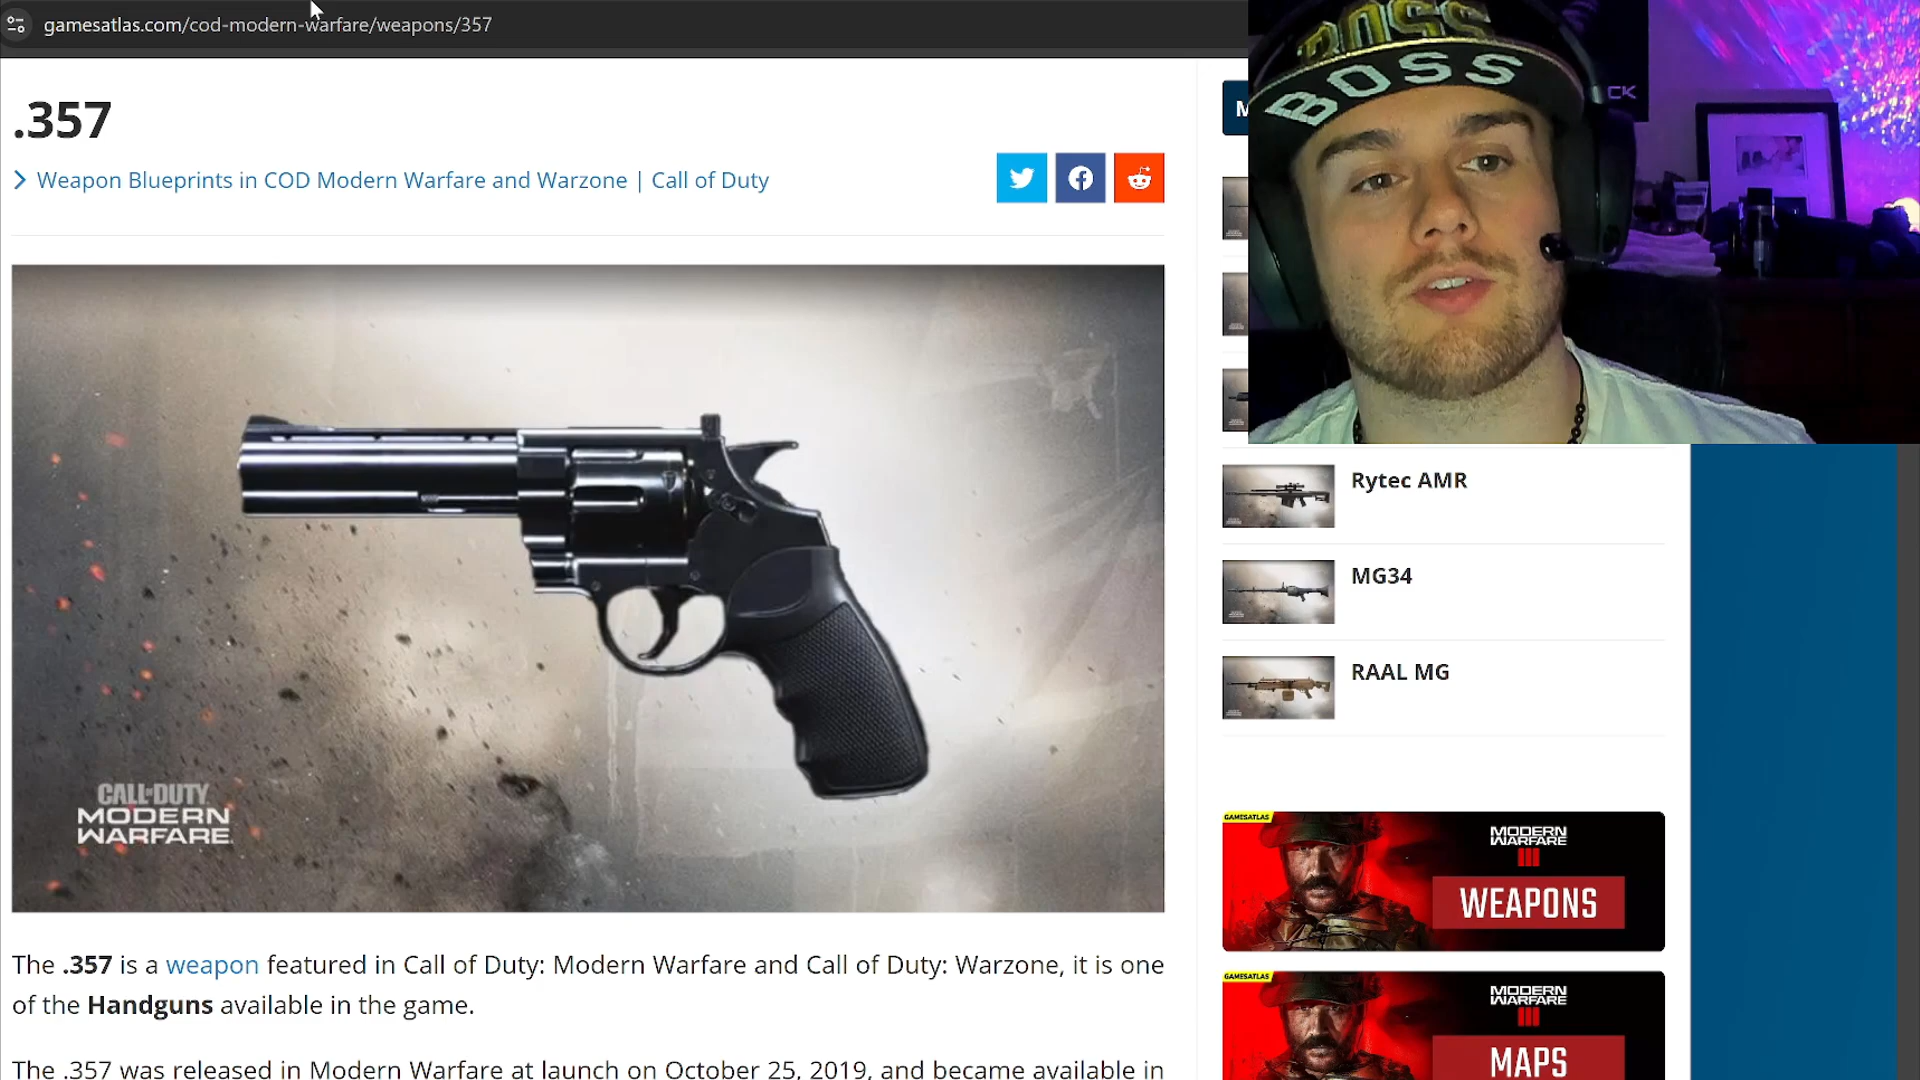 gamesatlas.com/cod-modern-warfare/weapons/357
BOSS
BOSS
CK
.357
Weapon Blueprints in COD Modern Warfare and Warzone | Call of Duty
M
CALL OF DUTY
MODERN
WARFARE
Rytec AMR
MG34
RAAL MG
GAMESATLAS
MODERN
WARFARE
III
WEAPONS
GAMESATLAS
MODERN
WARFARE
III
MAPS
The .357 is a weapon featured in Call of Duty: Modern Warfare and Call of Duty: Warzone, it is one
of the Handguns available in the game.
The .357 was released in Modern Warfare at launch on October 25, 2019, and became available in